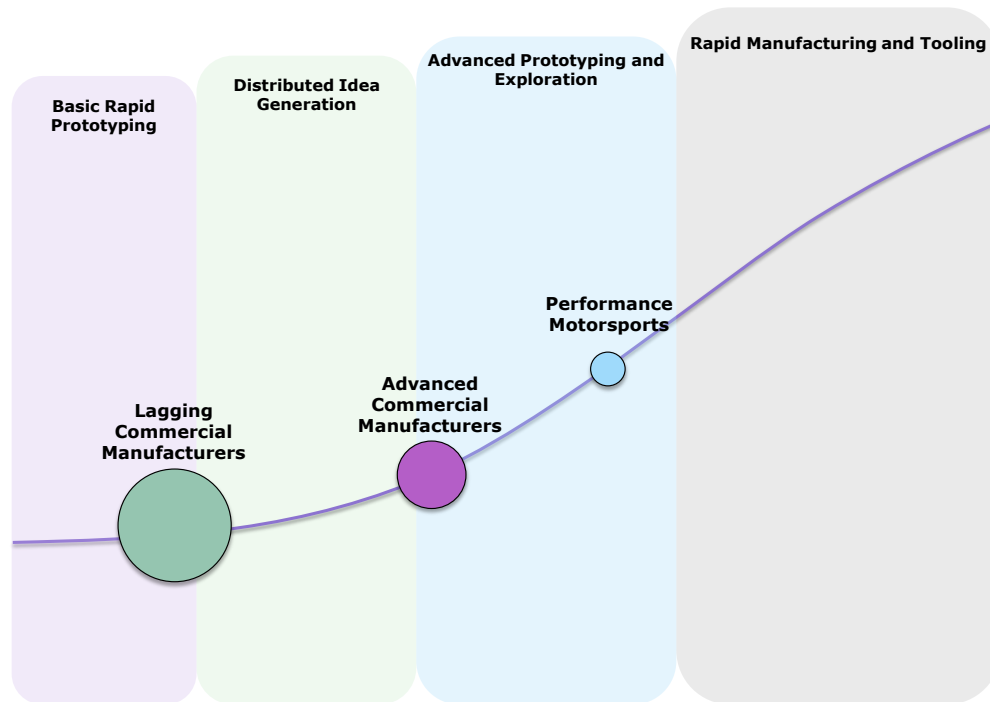 Basic Rapid
Prototyping
Distributed Idea
Generation
Advanced Prototyping and
Exploration
Rapid Manufacturing and Tooling
Lagging
Commercial
Manufacturers
Advanced
Commercial
Manufacturers
Performance
Motorsports